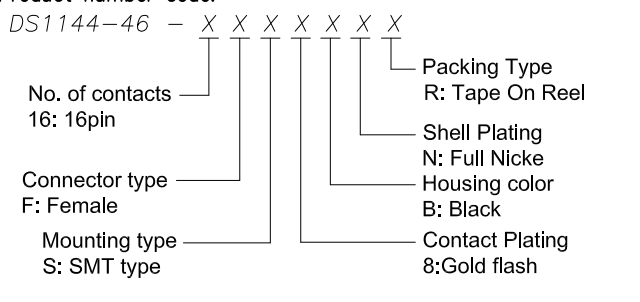 Product number code:
DS1144-46 - X X X X X X X
Packing Type
R: Tape On Reel
No. of contacts
16: 16pin
Shell Plating
N: Full Nicke
Connector type
F: Female
Housing color
B: Black
Mounting type
S: SMT type
Contact Plating
8:Gold flash